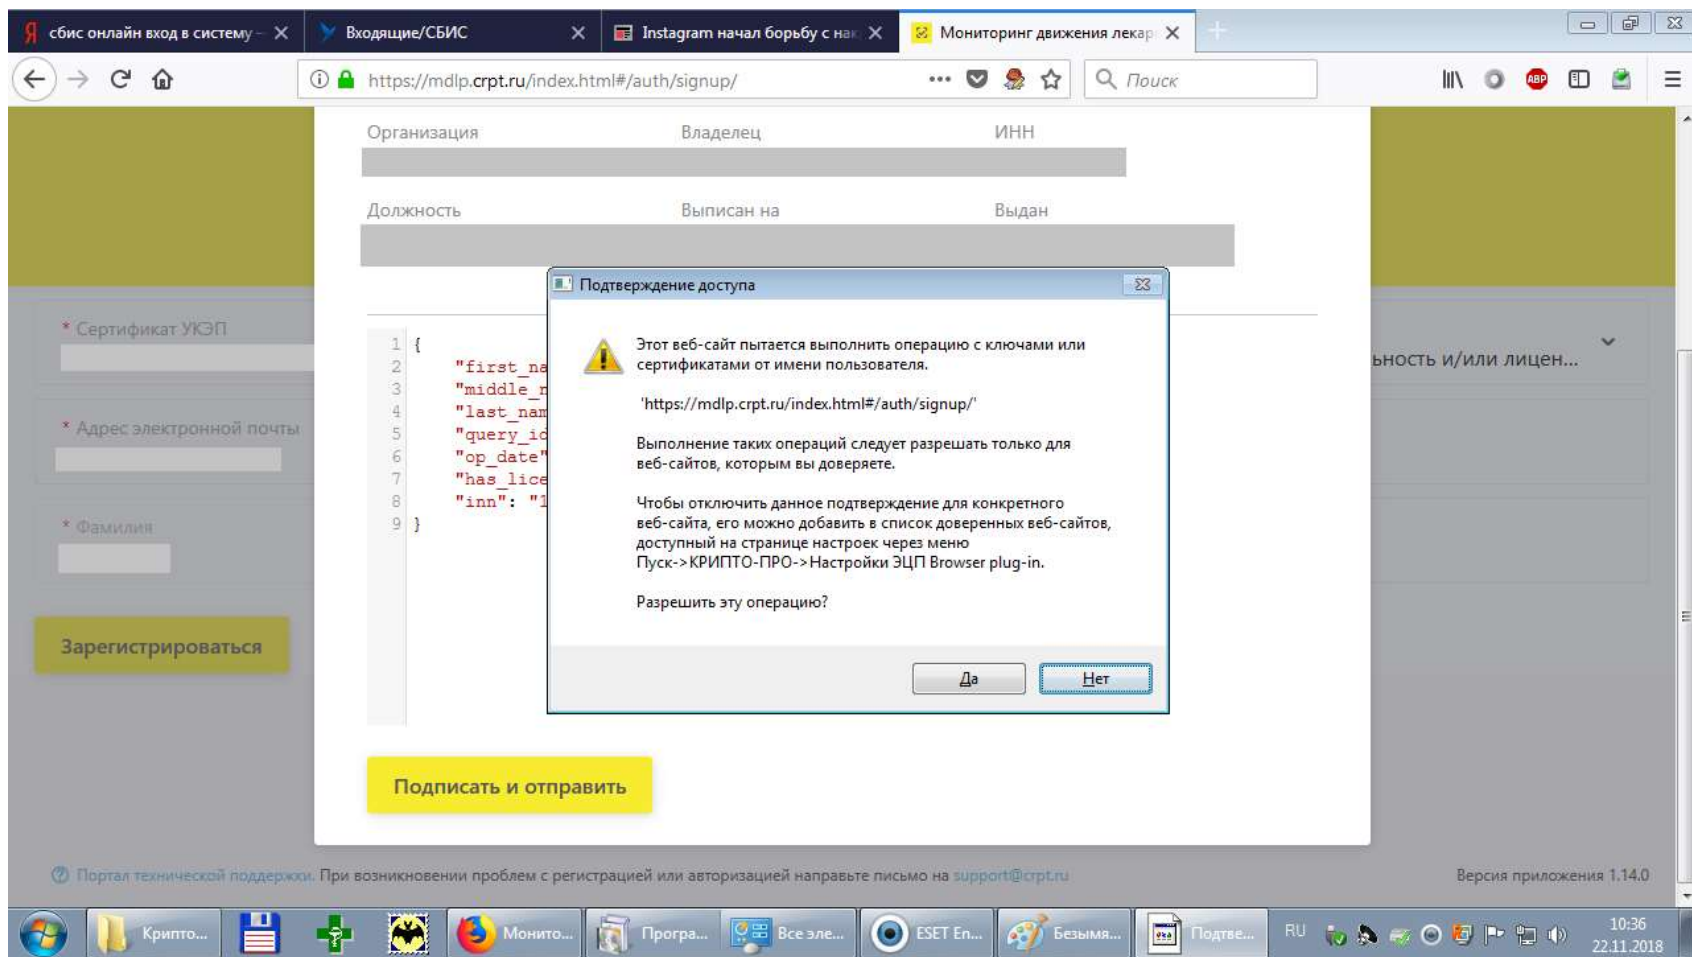 сбис онлайн вход в систему –
Входящие/СБИС
Instagram начал борьбу с нак
Мониторинг движения лекар
https://mdlp.crpt.ru/index.html#/auth/signup/
Поиск
ABP
Организация Владелец ИНН
Должность Выписан на Выдан
* Сертификат УКЭП
* Адрес электронной почты
* Фамилия
Зарегистрироваться
ьность и/или лицен...
1 {
2 "first_na
3 "middle_n
4 "last_nam
5 "query_id
6 "op_date"
7 "has_lice
8 "inn": "1
9 }
Подтверждение доступа
Этот веб-сайт пытается выполнить операцию с ключами или
сертификатами от имени пользователя.
'https://mdlp.crpt.ru/index.html#/auth/signup/'
Выполнение таких операций следует разрешать только для
веб-сайтов, которым вы доверяете.
Чтобы отключить данное подтверждение для конкретного
веб-сайта, его можно добавить в список доверенных веб-сайтов,
доступный на странице настроек через меню
Пуск->КРИПТО-ПРО->Настройки ЭЦП Browser plug-in.
Разрешить эту операцию?
Да Нет
Подписать и отправить
Портал технической поддержки. При возникновении проблем с регистрацией или авторизацией направьте письмо на support@crpt.ru
Версия приложения 1.14.0
Крипто... Монито... Програ... Все эле... ESET En... Безымя... Подтве... RU 10:36
22.11.2018